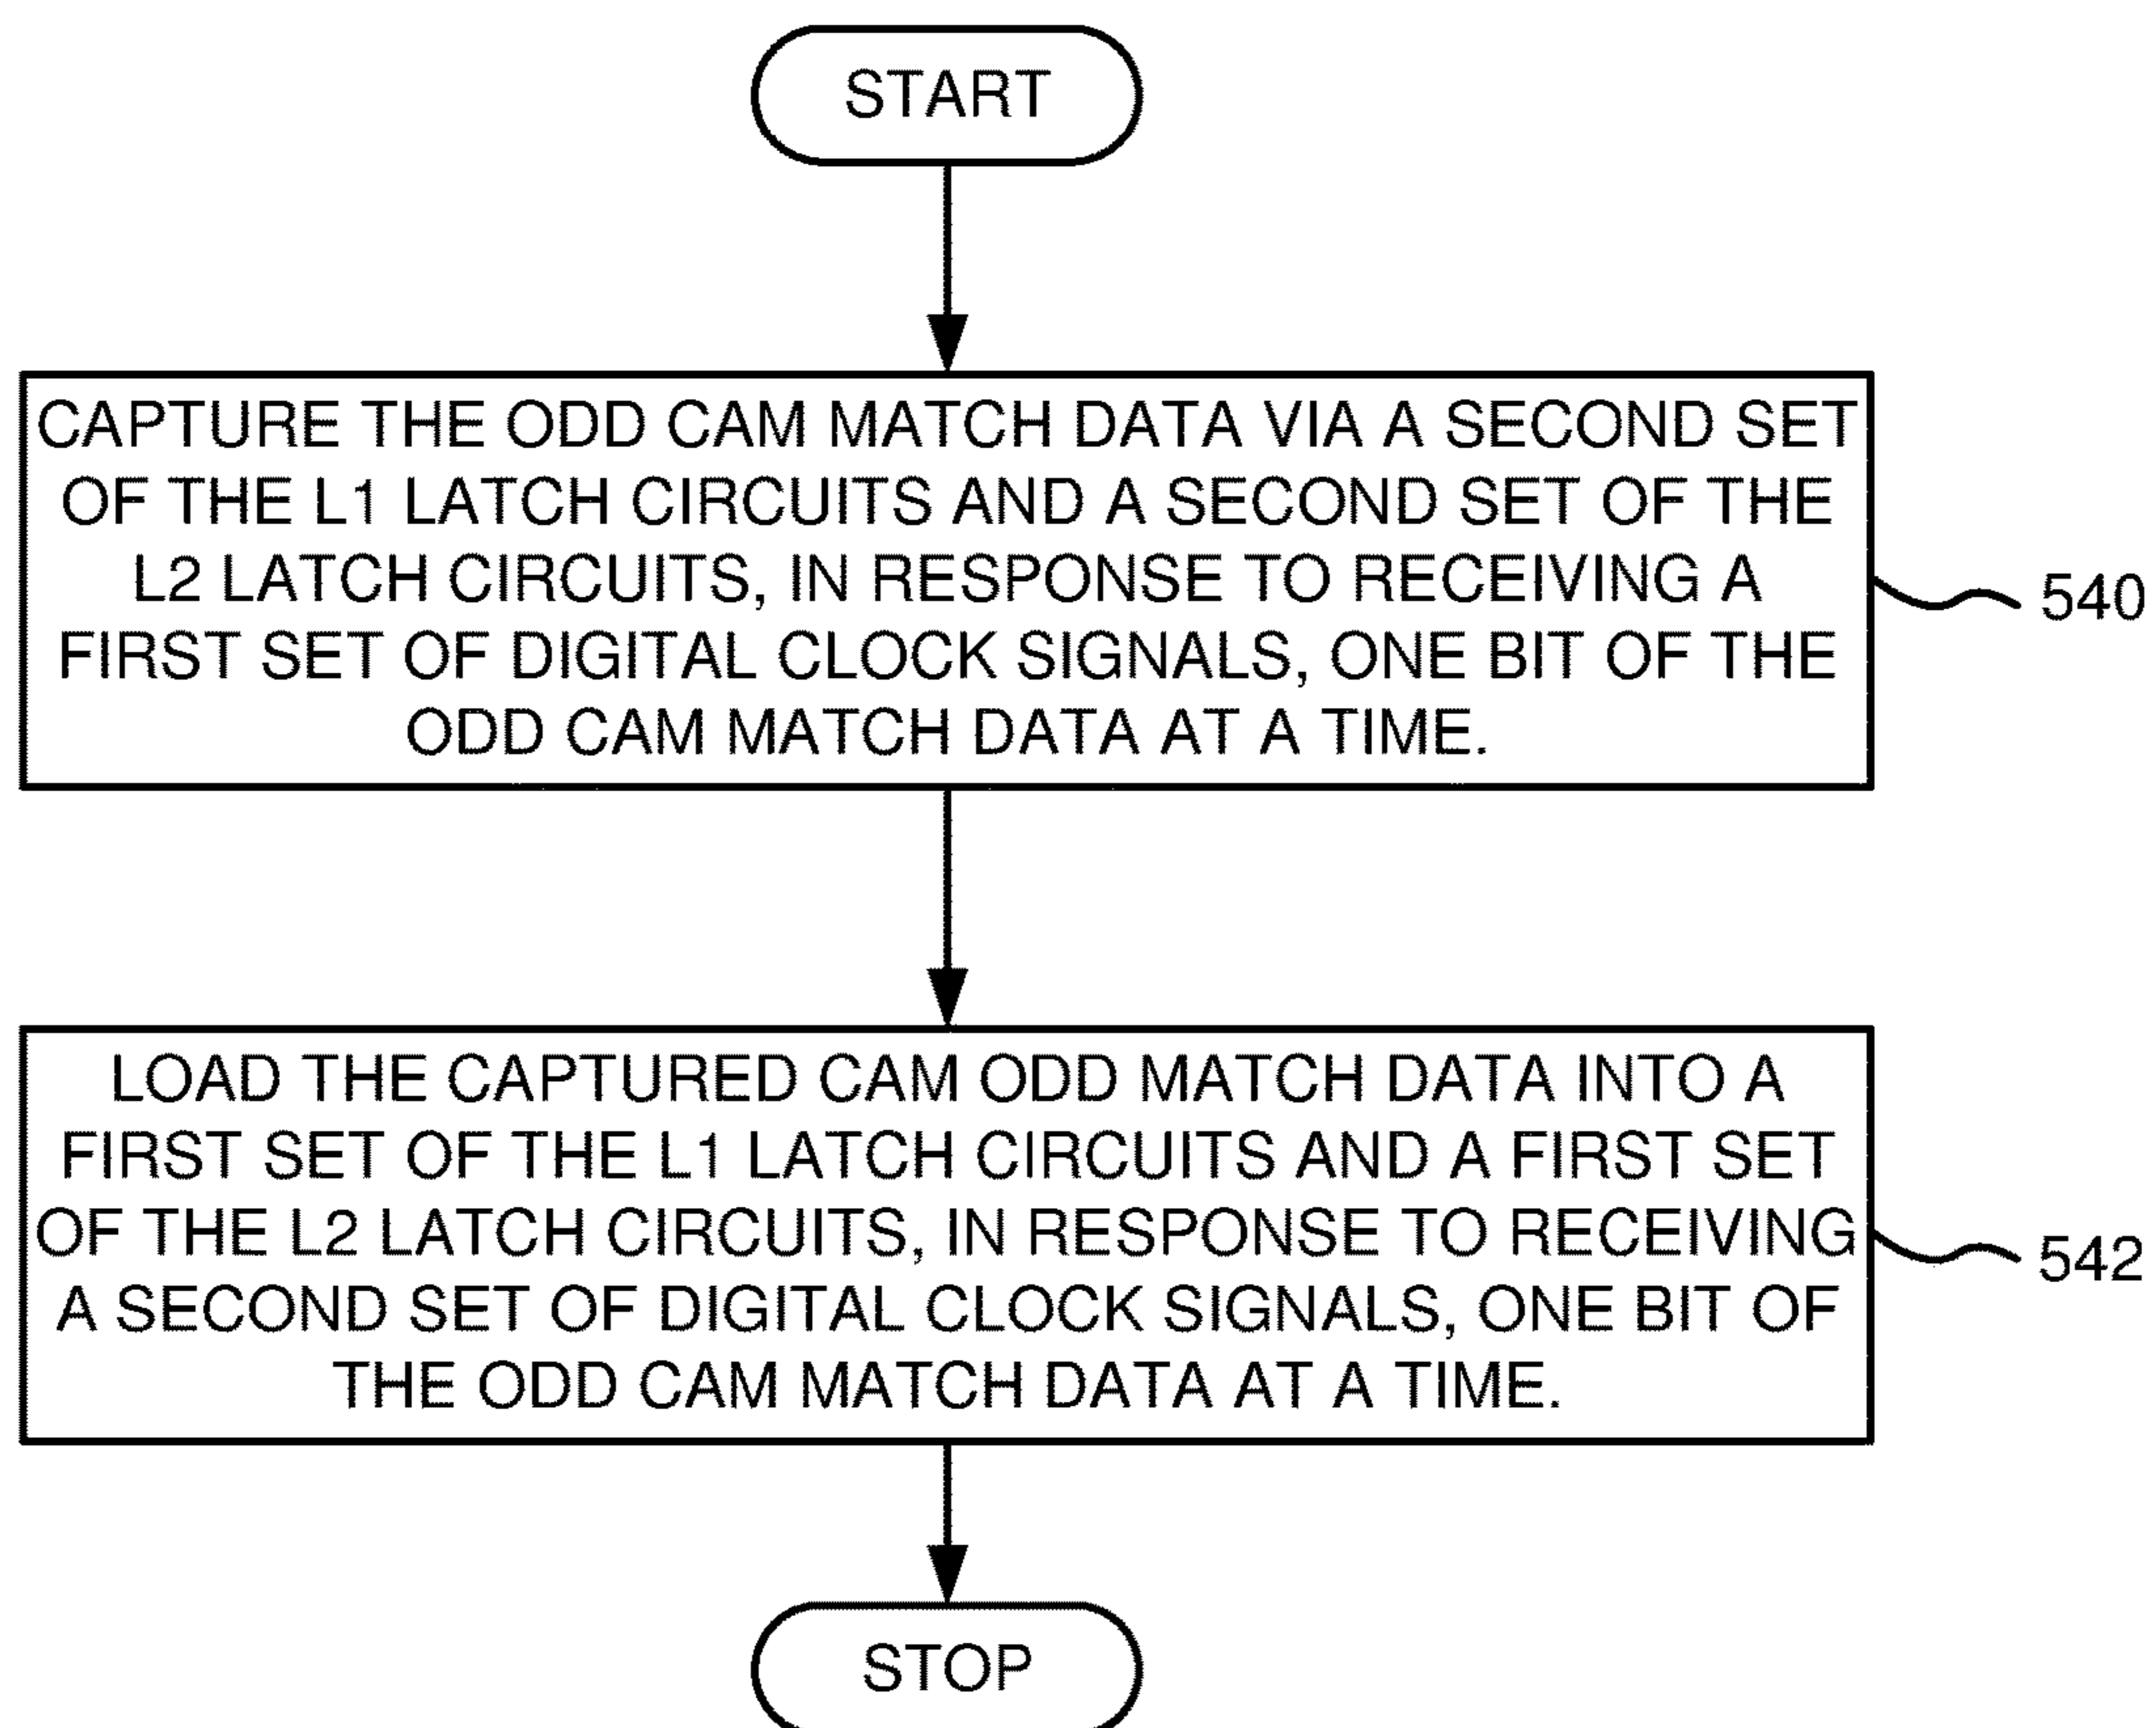 START
CAPTURE THE ODD CAM MATCH DATA VIA A SECOND SET
OF THE L1 LATCH CIRCUITS AND A SECOND SET OF THE
L2 LATCH CIRCUITS, IN RESPONSE TO RECEIVING A
FIRST SET OF DIGITAL CLOCK SIGNALS, ONE BIT OF THE
ODD CAM MATCH DATA AT A TIME.
540
LOAD THE CAPTURED CAM ODD MATCH DATA INTO A
FIRST SET OF THE L1 LATCH CIRCUITS AND A FIRST SET
OF THE L2 LATCH CIRCUITS, IN RESPONSE TO RECEIVING
A SECOND SET OF DIGITAL CLOCK SIGNALS, ONE BIT OF
THE ODD CAM MATCH DATA AT A TIME.
542
STOP